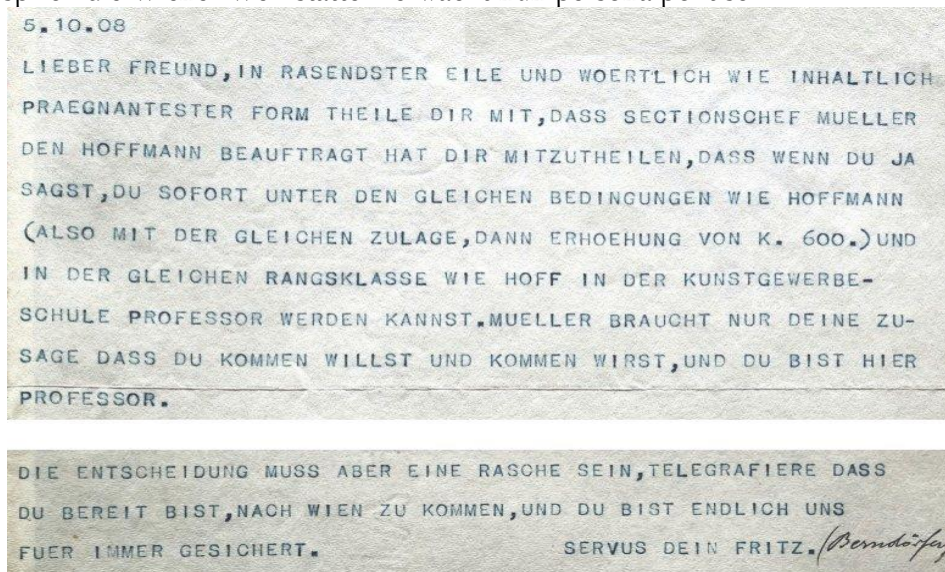 5.10.08
LIEBER FREUND,IN RASENDSTER EILE UND WOERTLICH WIE INHALTLICH
PRAEGNANTESTER FORM THEILE DIR MIT,DASS SECTIONSCHEF MUELLER
DEN HOFFMANN BEAUFTRAGT HAT DIR MITZUTHEILEN,DASS WENN DU JA
SAGST,DU SOFORT UNTER DEN GLEICHEN BEDINGUNGEN WIE HOFFMANN
(ALSO MIT DER GLEICHEN ZULAGE,DANN ERHOEHUNG VON K. 600.)UND
IN DER GLEICHEN RANGSKLASSE WIE HOFF IN DER KUNSTGEWERBE-
SCHULE PROFESSOR WERDEN KANNST.MUELLER BRAUCHT NUR DEINE ZU-
SAGE DASS DU KOMMEN WILLST UND KOMMEN WIRST,UND DU BIST HIER
PROFESSOR.
DIE ENTSCHEIDUNG MUSS ABER EINE RASCHE SEIN,TELEGRAFIERE DASS
DU BEREIT BIST,NACH WIEN ZU KOMMEN,UND DU BIST ENDLICH UNS
FUER IMMER GESICHERT. SERVUS DEIN FRITZ.(Berndörfer